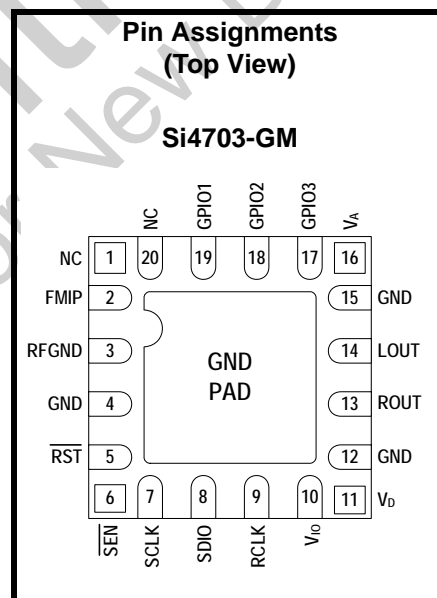 Pin Assignments
(Top View)
Si4703-GM
NC
GPIO1
GPIO2
GPIO3
VA
NC 1 20 19 18 17 16
FMIP 2 15 GND
RFGND 3 14 LOUT
GND
PAD
GND 4 13 ROUT
RST 5 12 GND
6 7 8 9 10 11 VD
SEN
SCLK
SDIO
RCLK
VIO